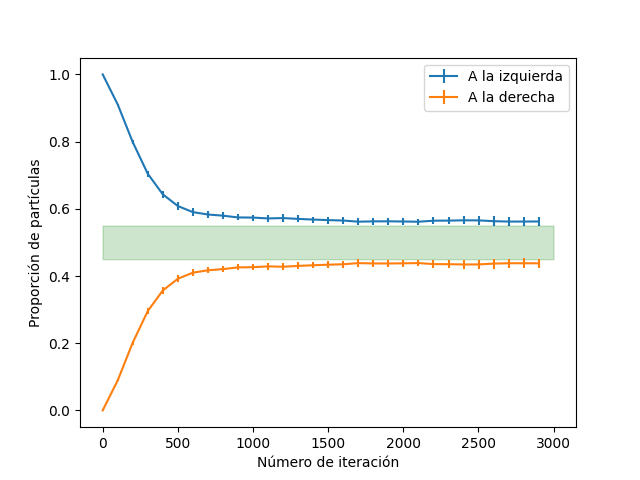 A la izquierda
A la derecha
1.0
0.8
0.6
0.4
0.2
0.0
Proporción de partículas
0 500 1000 1500 2000 2500 3000
Número de iteración